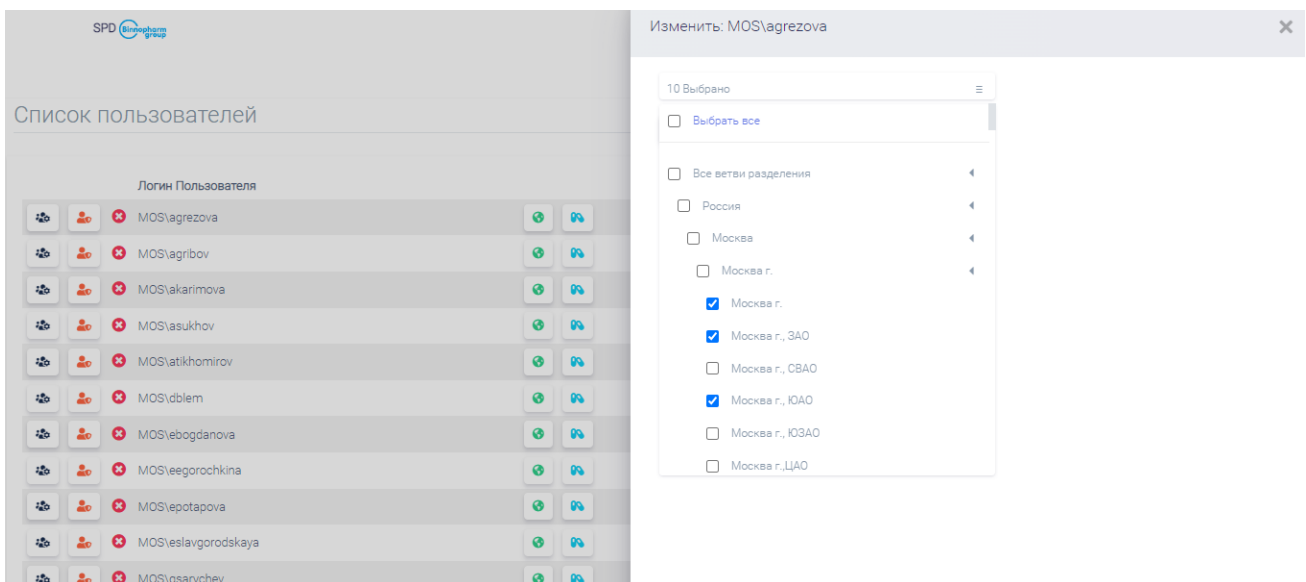 SPD Binnopharm group
Список пользователей
Логин Пользователя
MOS\agrezova
MOS\agribov
MOS\akarimova
MOS\asukhov
MOS\atikhomirov
MOS\dblem
MOS\ebogdanova
MOS\eegorochkina
MOS\epotapova
MOS\eslavgorodskaya
MOS\gsarychev
Изменить: MOS\agrezova
10 Выбрано
Выбрать все
Все ветви разделения
Россия
Москва
Москва г.
Москва г.
Москва г., ЗАО
Москва г., СВАО
Москва г., ЮАО
Москва г., ЮЗАО
Москва г.,ЦАО